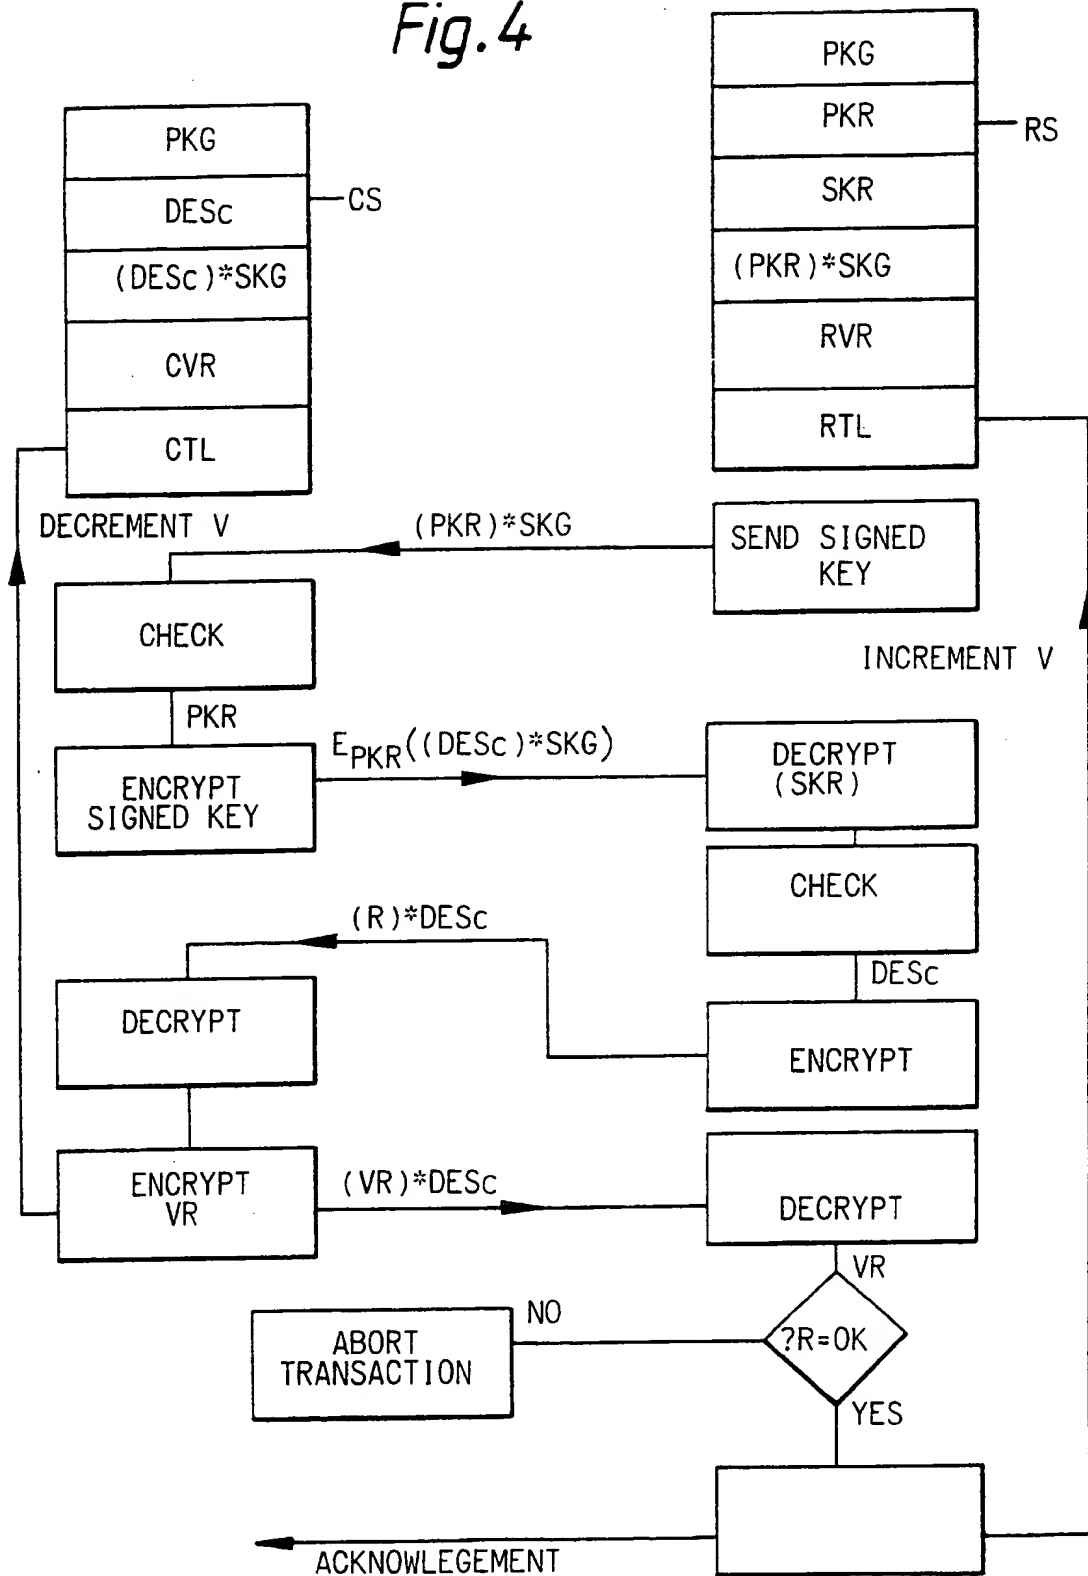 Fig.4
PKG
DESc
(DESc)*SKG
CVR
CTL
CS
PKG
PKR
SKR
(PKR)*SKG
RVR
RTL
RS
DECREMENT V
(PKR)*SKG
SEND SIGNED
KEY
CHECK
INCREMENT V
PKR
ENCRYPT
SIGNED KEY
EPKR((DESc)*SKG)
DECRYPT
(SKR)
CHECK
DESc
(R)*DESc
DECRYPT
ENCRYPT
ENCRYPT
VR
(VR)*DESc
DECRYPT
VR
?R=OK
NO
ABORT
TRANSACTION
YES
ACKNOWLEGEMENT